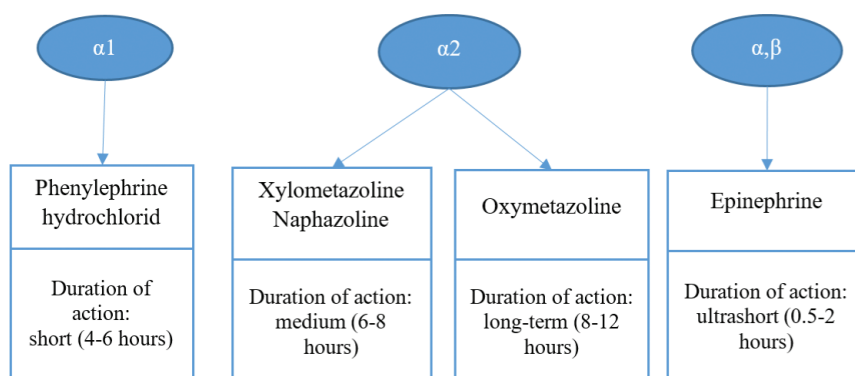 α1
α2
α,β
Phenylephrine
hydrochlorid
Duration of
action:
short (4-6 hours)
Xylometazoline
Naphazoline
Duration of action:
medium (6-8
hours)
Oxymetazoline
Duration of action:
long-term (8-12
hours)
Epinephrine
Duration of action:
ultrashort (0.5-2
hours)